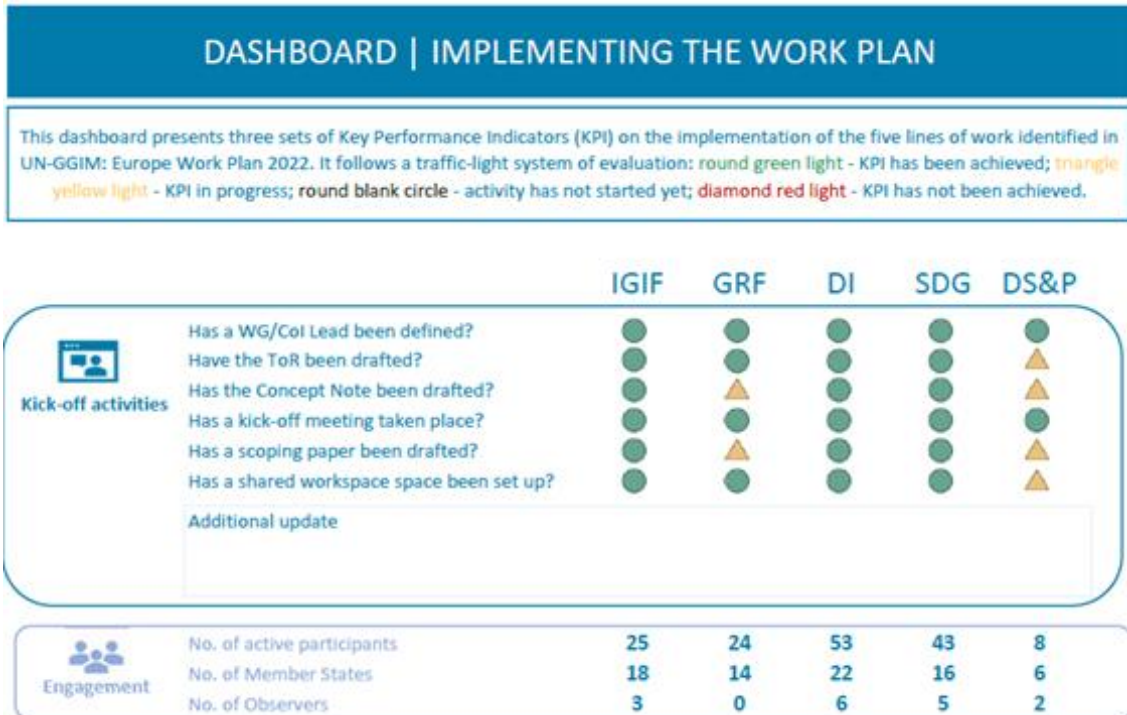 DASHBOARD | IMPLEMENTING THE WORK PLAN
This dashboard presents three sets of Key Performance Indicators (KPI) on the implementation of the five lines of work identified in
UN-GGIM: Europe Work Plan 2022. It follows a traffic-light system of evaluation: round green light - KPI has been achieved; triangle
yellow light - KPI in progress; round blank circle - activity has not started yet; diamond red light - KPI has not been achieved.
IGIF GRF DI SDG DS&P
Kick-off activities
Has a WG/CoI Lead been defined?
Have the ToR been drafted?
Has the Concept Note been drafted?
Has a kick-off meeting taken place?
Has a scoping paper been drafted?
Has a shared workspace space been set up?
Additional update
Engagement
No. of active participants 25 24 53 43 8
No. of Member States 18 14 22 16 6
No. of Observers 3 0 6 5 2